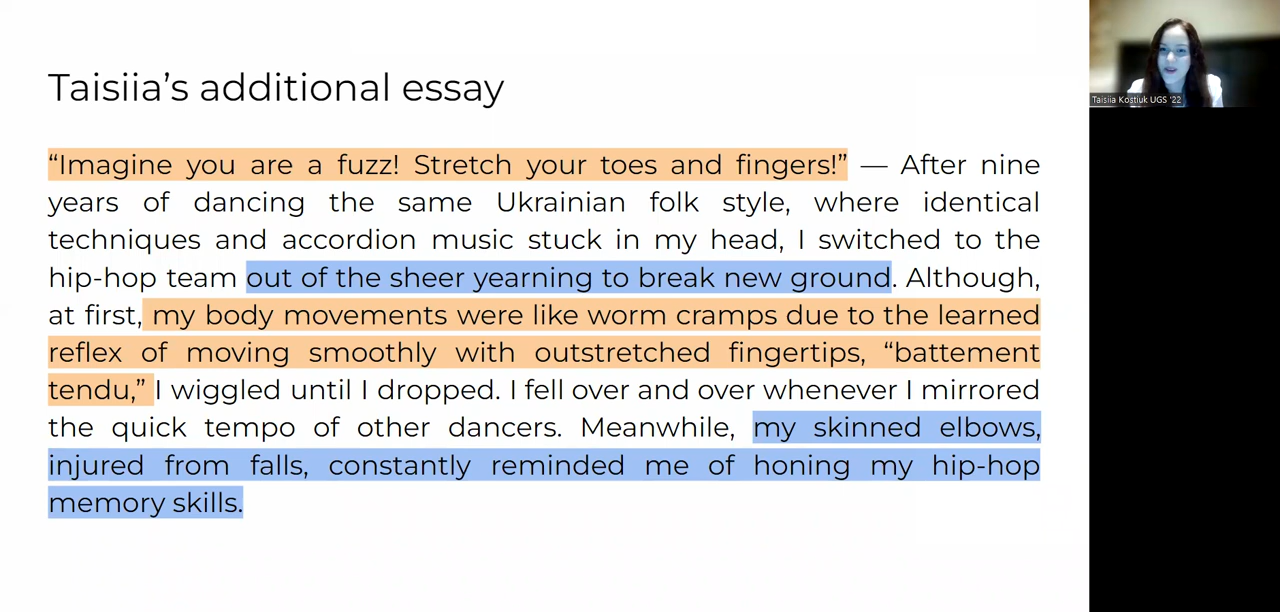 Taisiia’s additional essay
“Imagine you are a fuzz! Stretch your toes and fingers!” — After nine
years of dancing the same Ukrainian folk style, where identical
techniques and accordion music stuck in my head, I switched to the
hip-hop team out of the sheer yearning to break new ground. Although,
at first, my body movements were like worm cramps due to the learned
reflex of moving smoothly with outstretched fingertips, “battement
tendu,” I wiggled until I dropped. I fell over and over whenever I mirrored
the quick tempo of other dancers. Meanwhile, my skinned elbows,
injured from falls, constantly reminded me of honing my hip-hop
memory skills.
Taisiia Kostiuk UGS '22